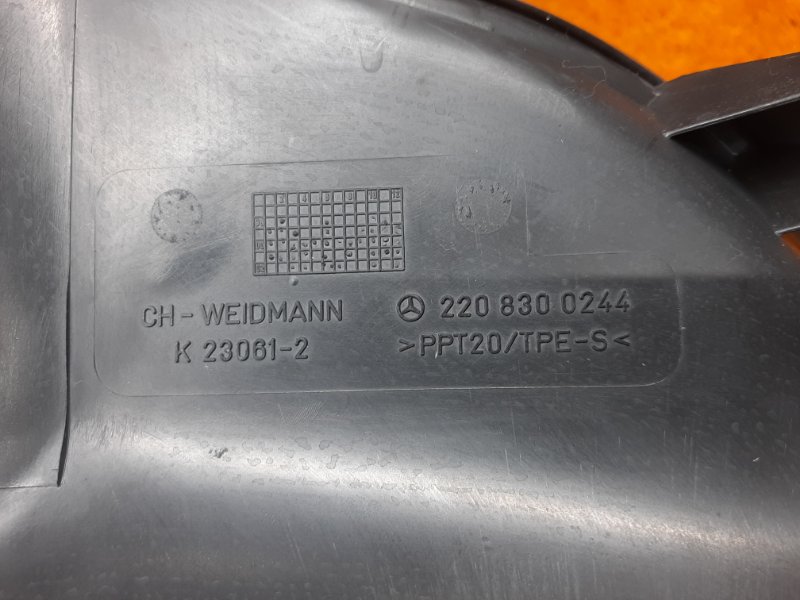 CH-WEIDMANN
K 23061-2
220 830 0244
>PPT20/TPE-S<